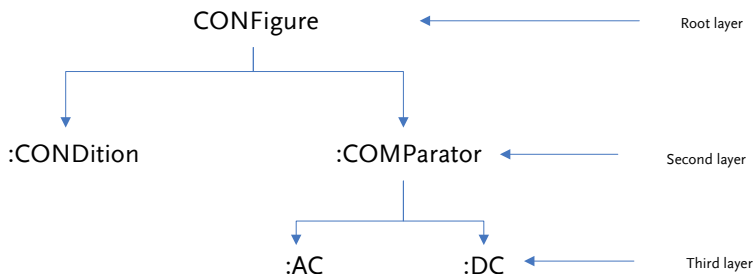 CONFigure
Root layer
:CONDition
:COMParator
Second layer
:AC
:DC
Third layer